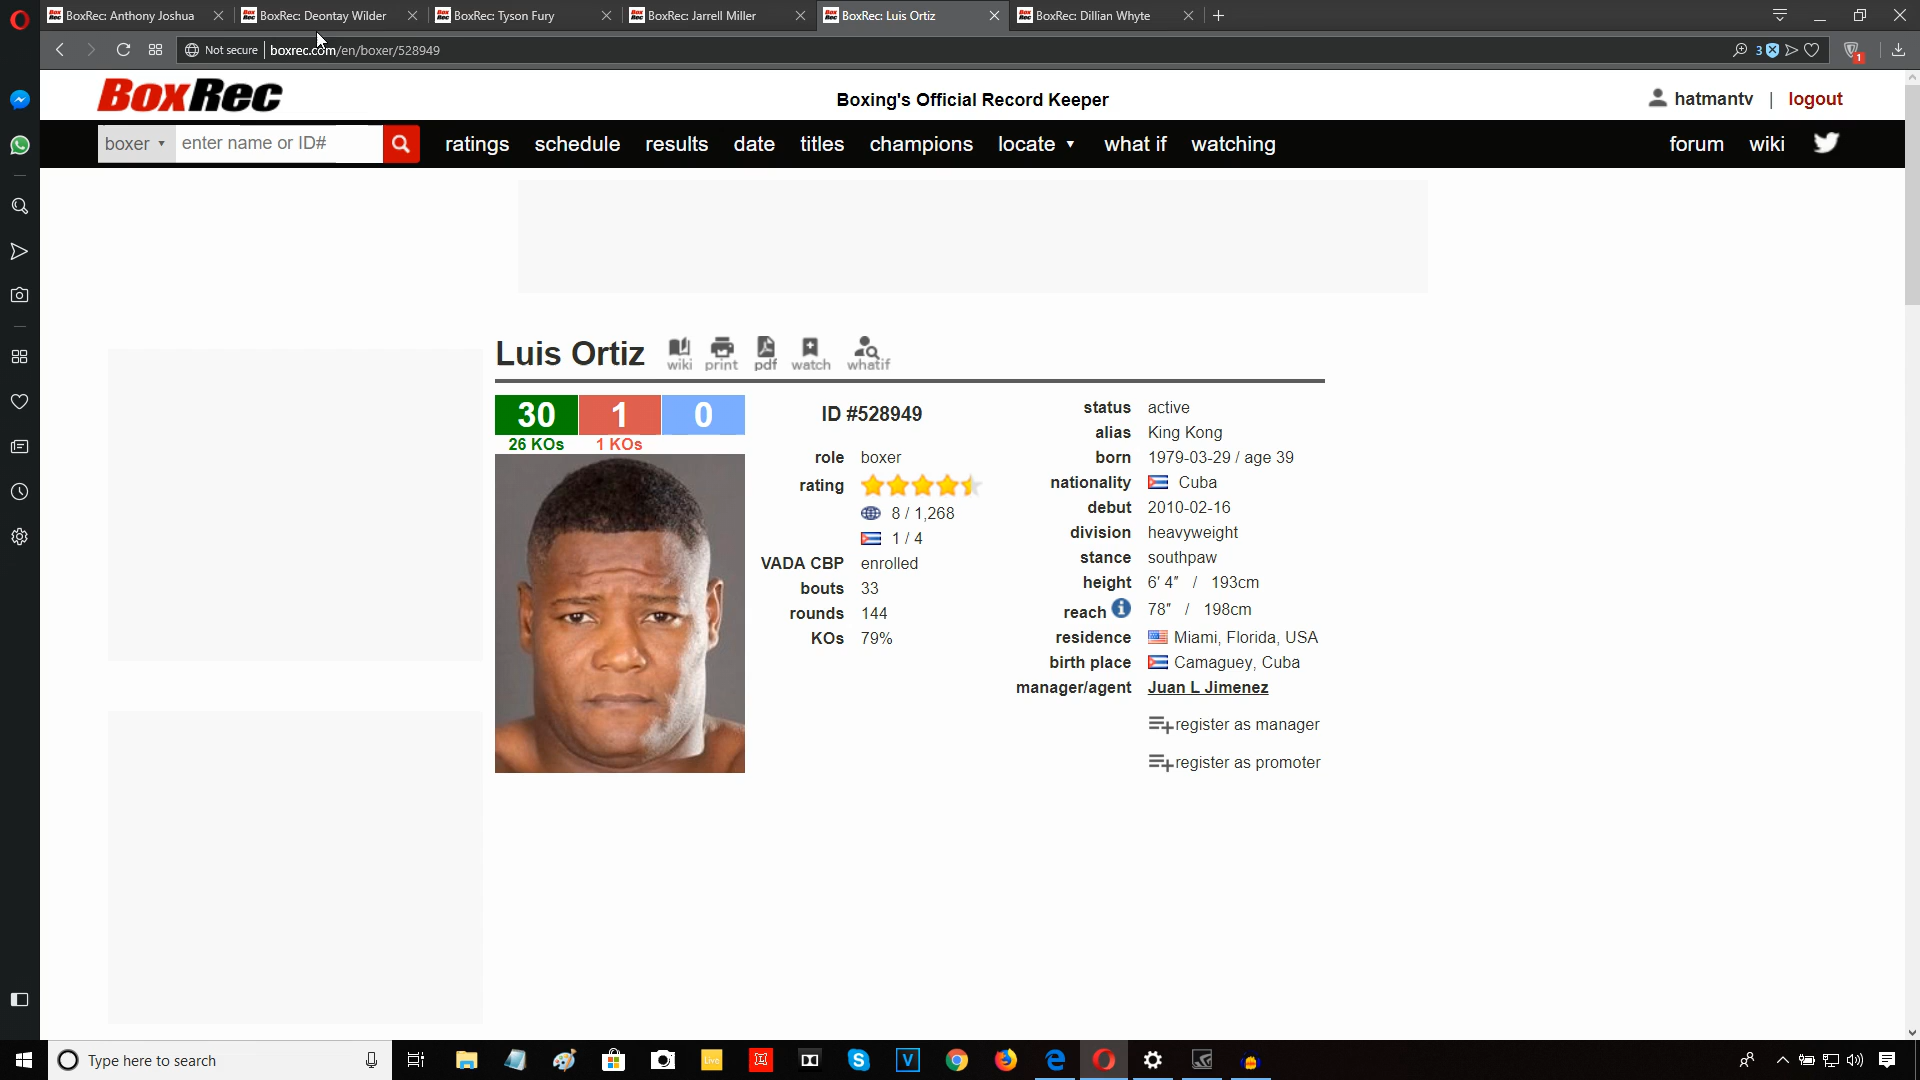 BoxRec: Anthony Joshua
BoxRec: Deontay Wilder
BoxRec: Tyson Fury
BoxRec: Jarrell Miller
BoxRec: Luis Ortiz
BoxRec: Dillian Whyte
Not secure
boxrec.com/en/boxer/528949
3
1
BoxRec
Boxing's Official Record Keeper
hatmantv | logout
boxer
enter name or ID#
ratings schedule results date titles champions locate what if watching
forum wiki
Luis Ortiz
wiki print pdf watch whatif
30 1 0
26 KOs 1 KOs
ID #528949
role boxer
rating
8 / 1,268
1 / 4
VADA CBP enrolled
bouts 33
rounds 144
KOs 79%
status active
alias King Kong
born 1979-03-29 / age 39
nationality Cuba
debut 2010-02-16
division heavyweight
stance southpaw
height 6′ 4″ / 193cm
reach 78″ / 198cm
residence Miami, Florida, USA
birth place Camaguey, Cuba
manager/agent Juan L Jimenez
register as manager
register as promoter
Type here to search